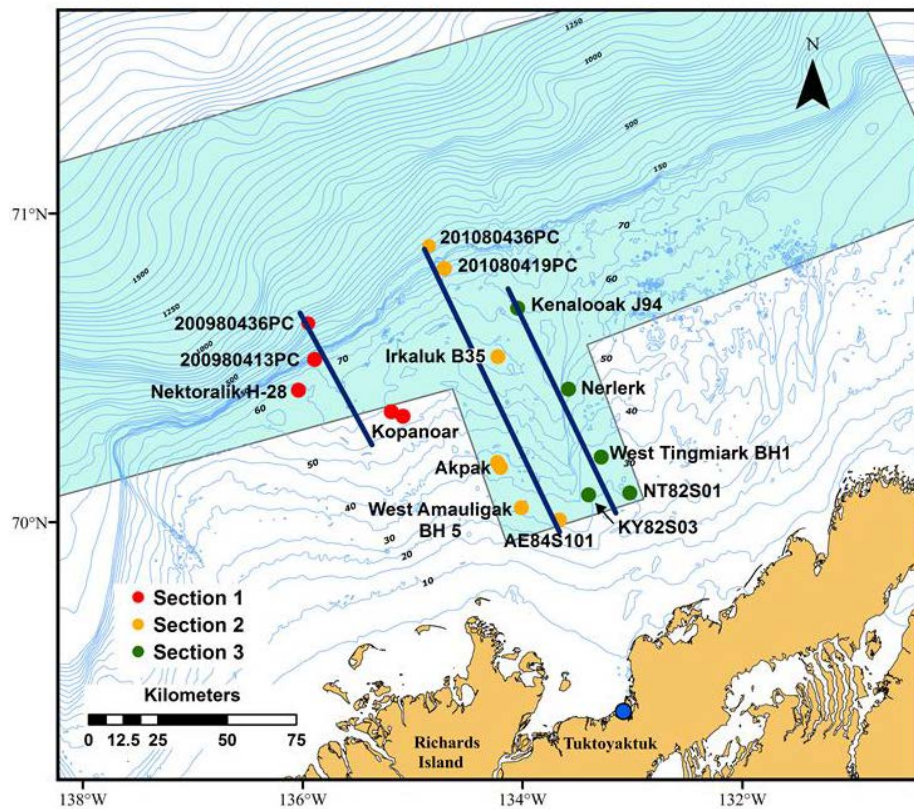 1250
1000
N
500
150
71°N
70
201080436PC
201080419PC
60
1500
Kenalooak J94
1250
200980436PC
1000
50
Irkaluk B35
200980413PC
70
500
Nerlerk
Nektoralik H-28
40
60
Kopanoar
West Tingmiark BH1
30
50
Akpak
NT82S01
40
West Amauligak
BH 5
70°N
KY82S03
AE84S101
30
20
10
Section 1
Section 2
Section 3
Kilometers
0 12.5 25 50 75
Richards
Island
Tuktoyaktuk
138°W 136°W 134°W 132°W